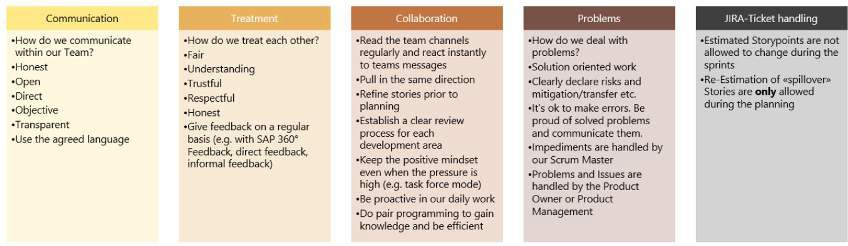 Communication
•How do we communicate
within our Team?
•Honest
•Open
•Direct
•Objective
•Transparent
•Use the agreed language
Treatment
•How do we treat each other?
•Fair
•Understanding
•Trustful
•Respectful
•Honest
•Give feedback on a regular
basis (e.g. with SAP 360°
Feedback, direct feedback,
informal feedback)
Collaboration
•Read the team channels
regularly and react instantly
to teams messages
•Pull in the same direction
•Refine stories prior to
planning
•Establish a clear review
process for each
development area
•Keep the positive mindset
even when the pressure is
high (e.g. task force mode)
•Be proactive in our daily work
•Do pair programming to gain
knowledge and be efficient
Problems
•How do we deal with
problems?
•Solution oriented work
•Clearly declare risks and
mitigation/transfer etc.
•It's ok to make errors. Be
proud of solved problems
and communicate them.
•Impediments are handled by
our Scrum Master
•Problems and Issues are
handled by the Product
Owner or Product
Management
JIRA-Ticket handling
•Estimated Storypoints are not
allowed to change during the
sprints
•Re-Estimation of «spillover»
Stories are only allowed
during the planning